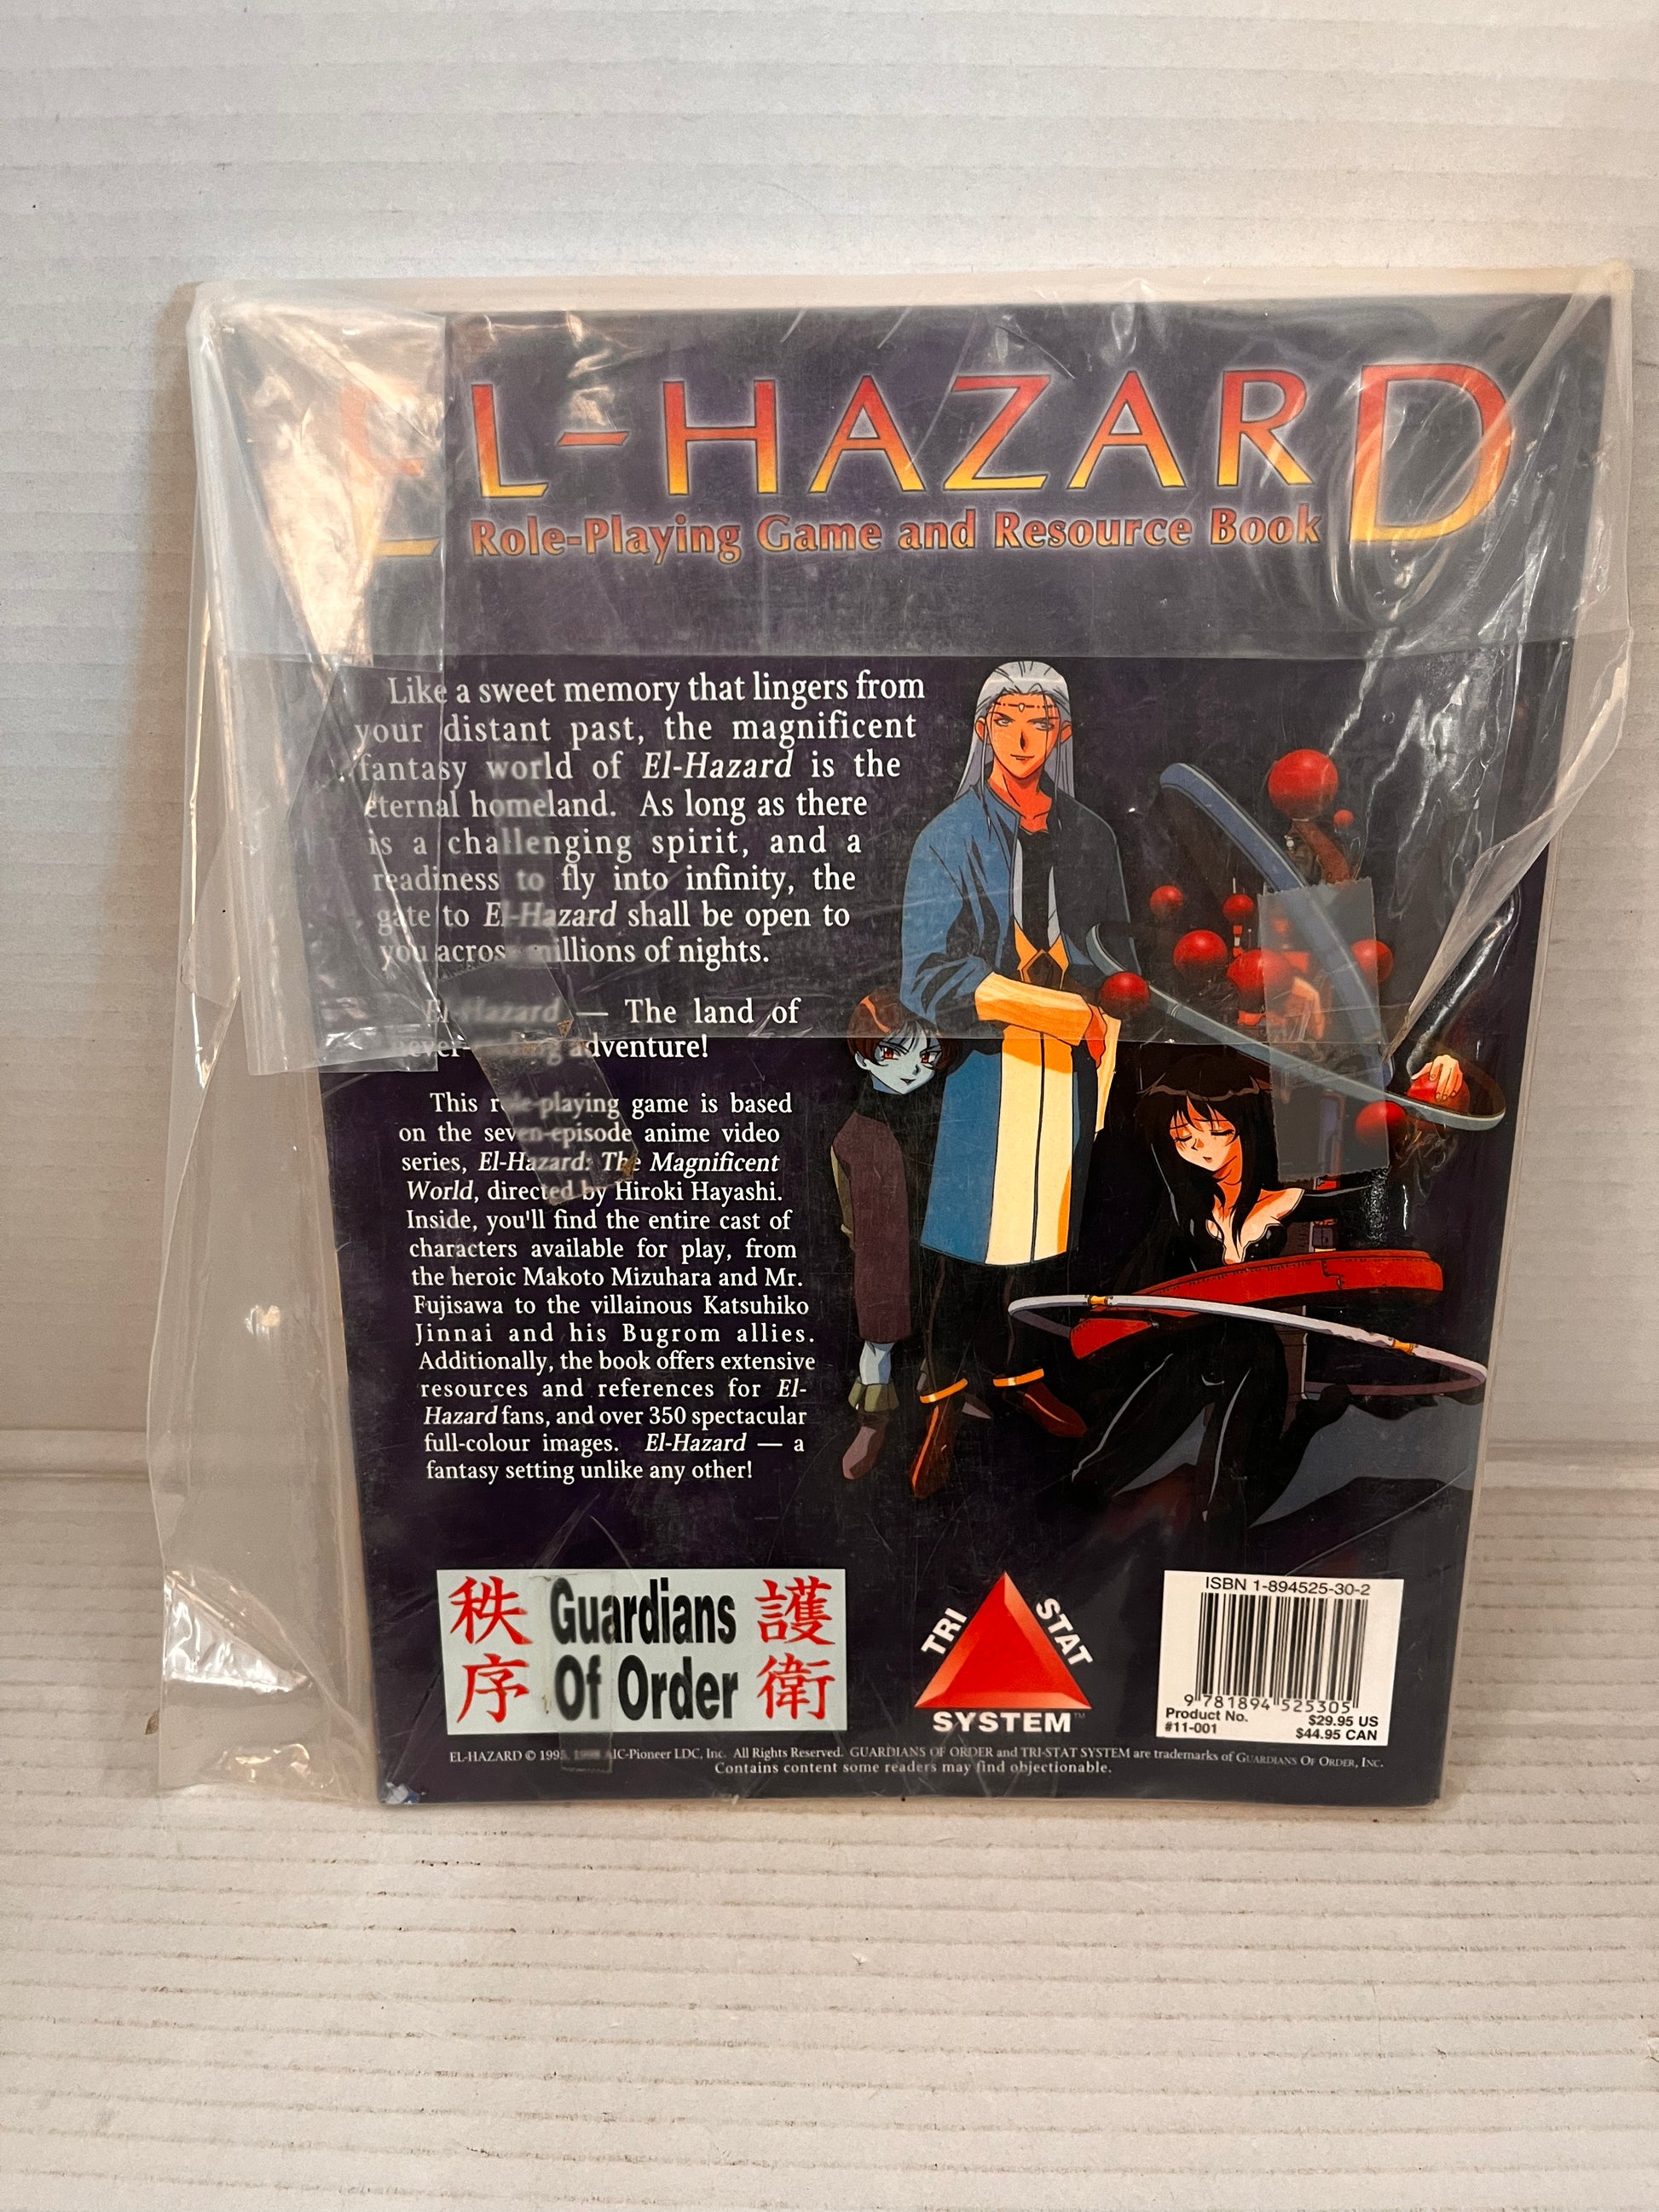 EL-HAZARD
Role-Playing Game and Resource Book
Like a sweet memory that lingers from
your distant past, the magnificent
fantasy world of El-Hazard is the
eternal homeland. As long as there
is a challenging spirit, and a
readiness to fly into infinity, the
gate to El-Hazard shall be open to
you across millions of nights.
El-Hazard — The land of
adventure!
This role-playing game is based
on the seven-episode anime video
series, El-Hazard: The Magnificent
World, directed by Hiroki Hayashi.
Inside, you'll find the entire cast of
characters available for play, from
the heroic Makoto Mizuhara and Mr.
Fujisawa to the villainous Katsuhiko
Jinnai and his Bugrom allies.
Additionally, the book offers extensive
resources and references for El-
Hazard fans, and over 350 spectacular
full-colour images. El-Hazard — a
fantasy setting unlike any other!
秩 Guardians 護
序 Of Order 衛
TRI STAT
SYSTEM™
ISBN 1-894525-30-2
9 781894 525305
Product No. $29.95 US
#11-001 $44.95 CAN
EL-HAZARD © AIC-Pioneer LDC, Inc. All Rights Reserved. GUARDIANS OF ORDER and TRI-STAT SYSTEM are trademarks of GUARDIANS OF ORDER, INC.
Contains content some readers may find objectionable.